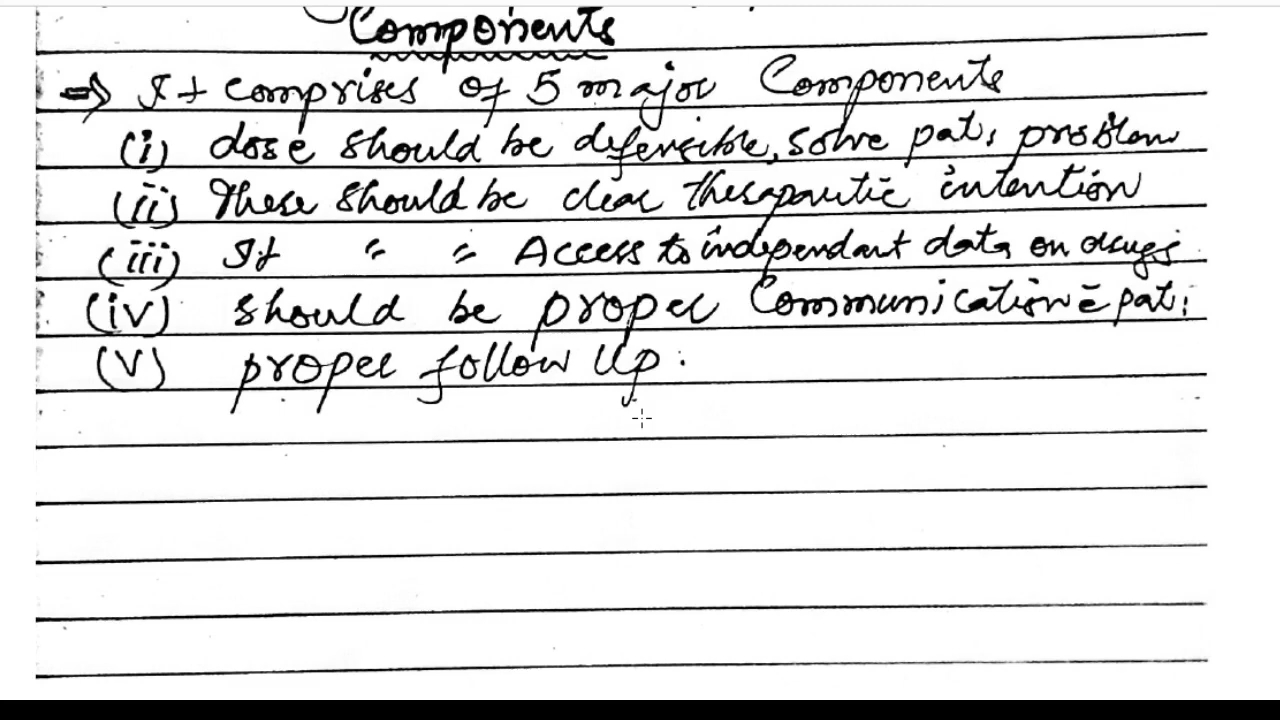 Components
⇒ It comprises of 5 major Components
(i) dose should be defensible, solve pat. problem
(ii) There should be clear therapeutic intention
(iii) It " " Access to independant data on drugs
(iv) should be proper Communication c̄ pat.
(v) proper follow up.